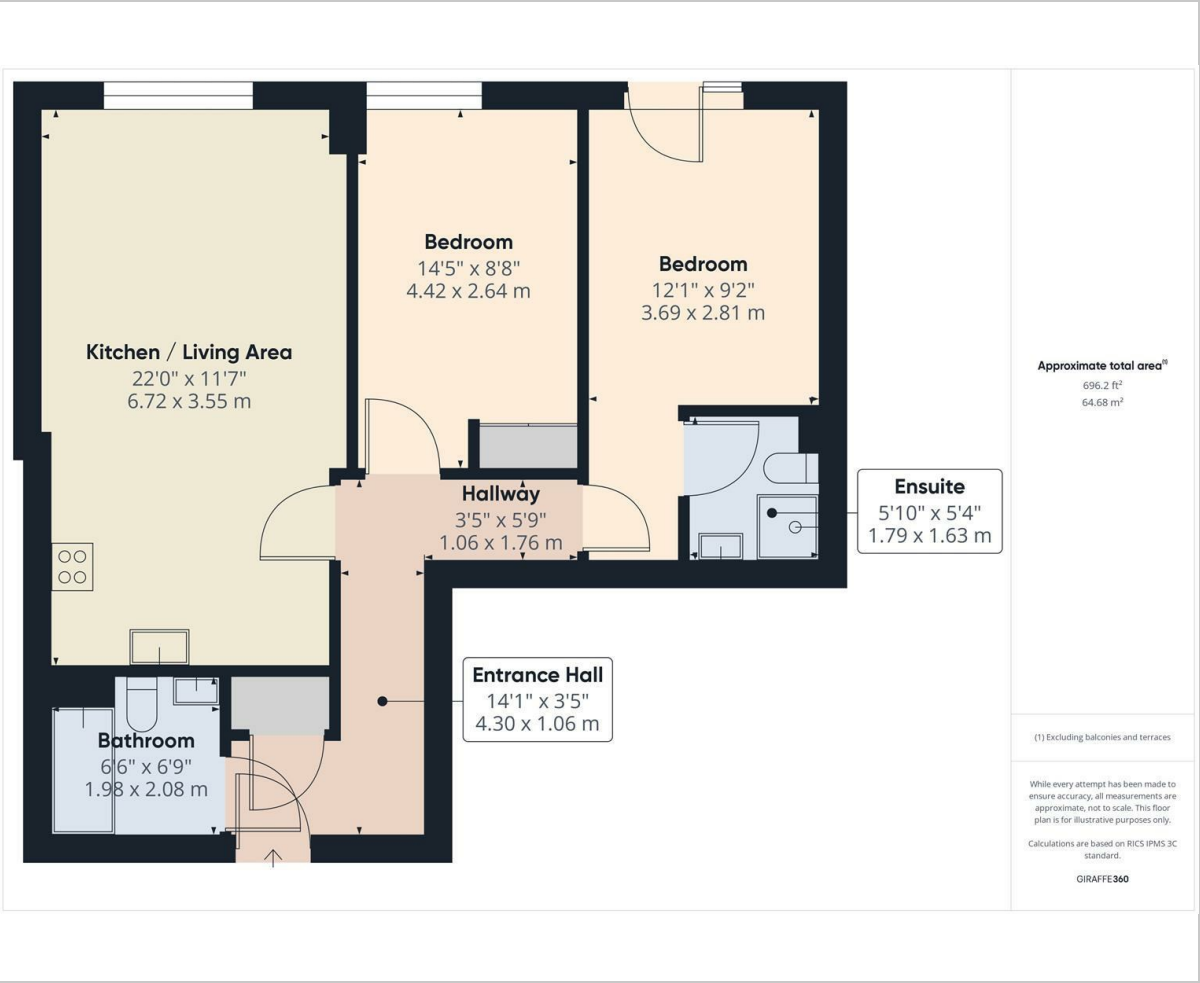 Bedroom
14'5" x 8'8"
4.42 x 2.64 m
Bedroom
12'1" x 9'2"
3.69 x 2.81 m
Kitchen / Living Area
22'0" x 11'7"
6.72 x 3.55 m
Hallway
3'5" x 5'9"
1.06 x 1.76 m
Ensuite
5'10" x 5'4"
1.79 x 1.63 m
Entrance Hall
14'1" x 3'5"
4.30 x 1.06 m
Bathroom
6'6" x 6'9"
1.98 x 2.08 m
Approximate total area(1)
696.2 ft²
64.68 m²
(1) Excluding balconies and terraces
While every attempt has been made to
ensure accuracy, all measurements are
approximate, not to scale. This floor
plan is for illustrative purposes only.
Calculations are based on RICS IPMS 3C
standard.
GIRAFFE360